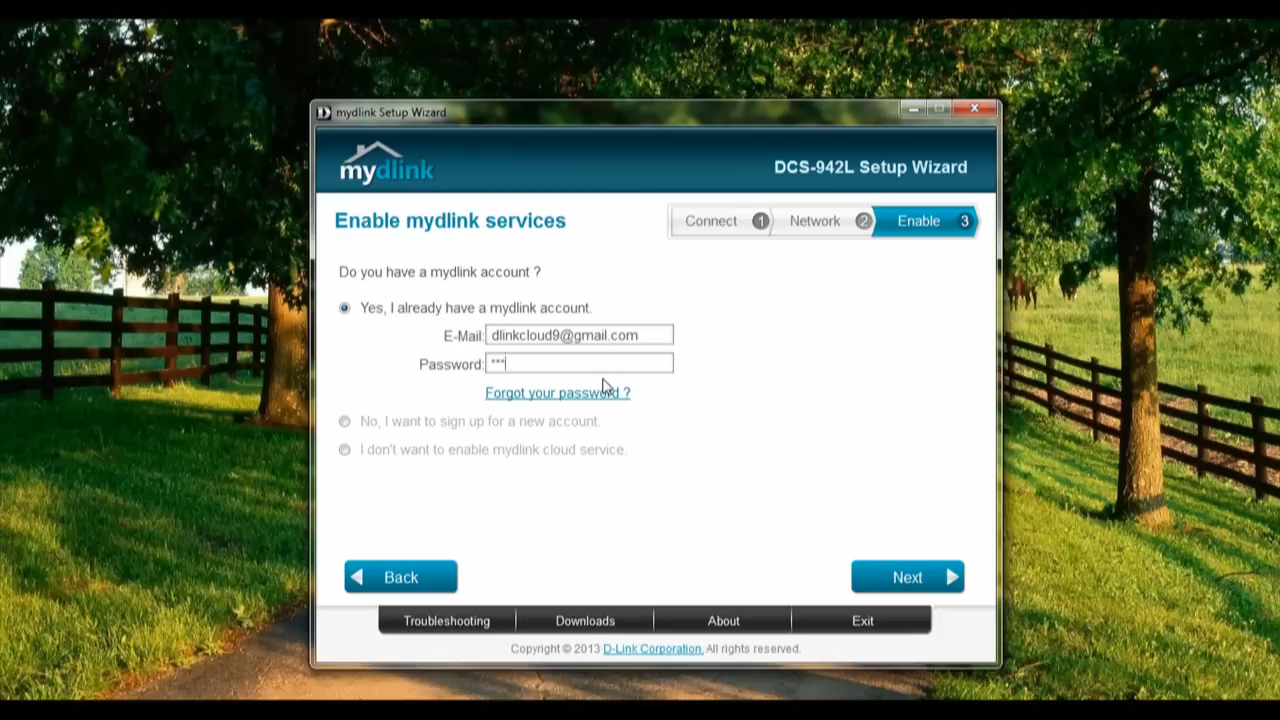 mydlink Setup Wizard
mydlink
DCS-942L Setup Wizard
Enable mydlink services
Connect 1 Network 2 Enable 3
Do you have a mydlink account ?
Yes, I already have a mydlink account.
E-Mail: dlinkcloud9@gmail.com
Password: ***
Forgot your password ?
No, I want to sign up for a new account.
I don't want to enable mydlink cloud service.
Back
Next
Troubleshooting Downloads About Exit
Copyright © 2013 D-Link Corporation. All rights reserved.